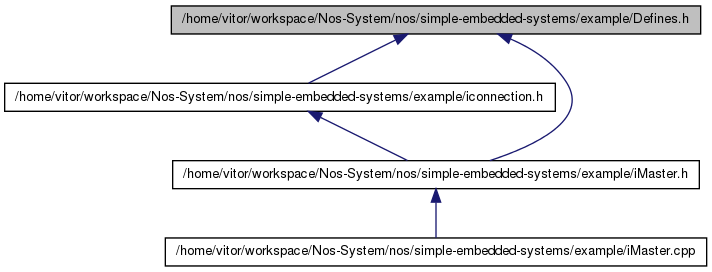 /home/vitor/workspace/Nos-System/nos/simple-embedded-systems/example/Defines.h
/home/vitor/workspace/Nos-System/nos/simple-embedded-systems/example/iconnection.h
/home/vitor/workspace/Nos-System/nos/simple-embedded-systems/example/iMaster.h
/home/vitor/workspace/Nos-System/nos/simple-embedded-systems/example/iMaster.cpp